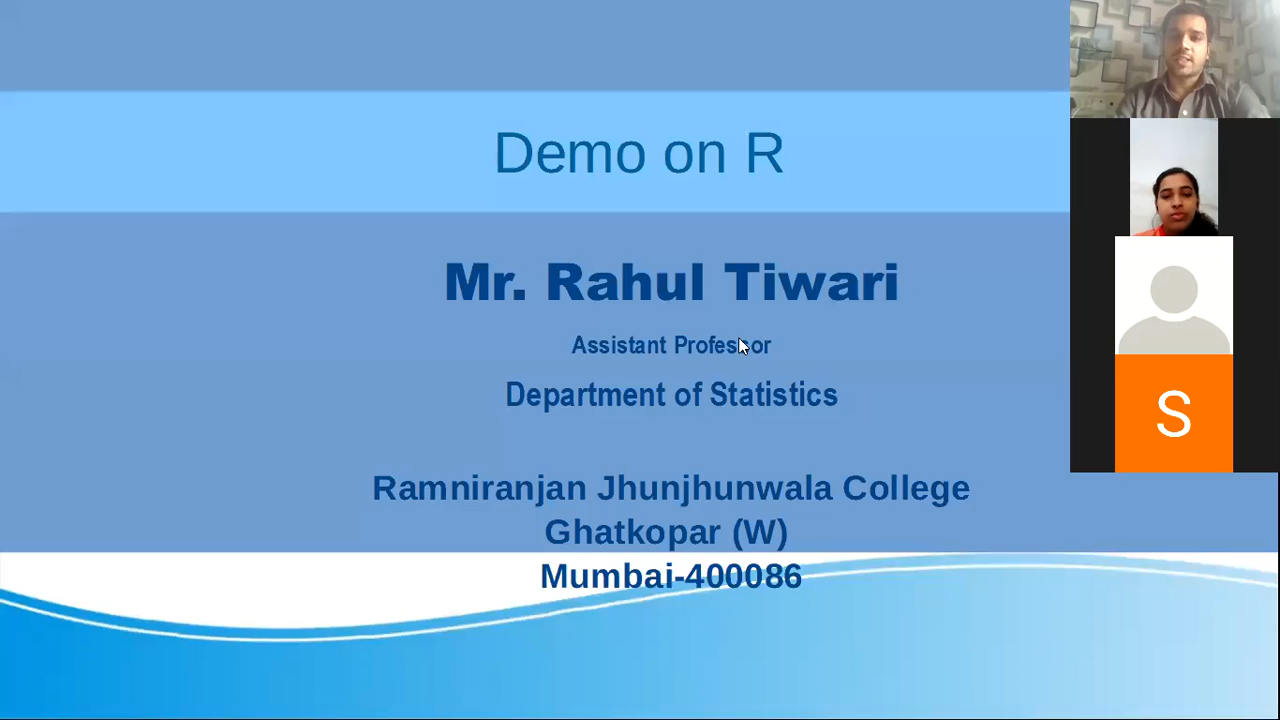 Demo on R
Mr. Rahul Tiwari
Assistant Professor
Department of Statistics
Ramniranjan Jhunjhunwala College
Ghatkopar (W)
Mumbai-400086
S